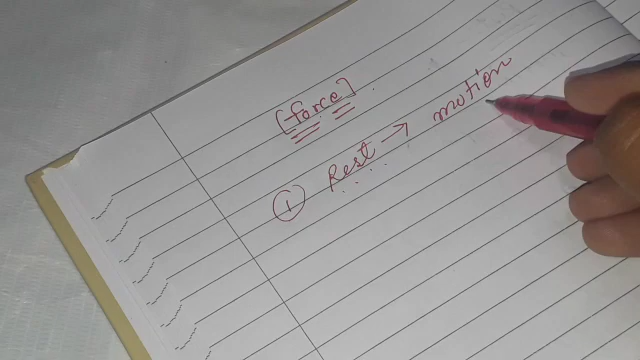 [force]
① Rest → motion